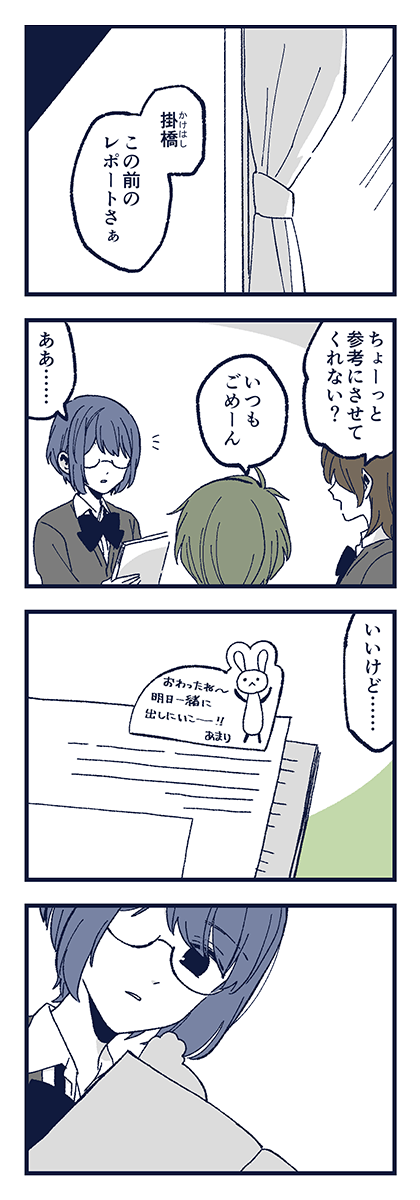 掛橋
かけはし
この前の
レポートさぁ
ちょーっと
参考にさせて
くれない？
いつも
ごめーん
ああ……
いいけど……
おわったね〜
明日一緒に
出しにいこー!!
あまり